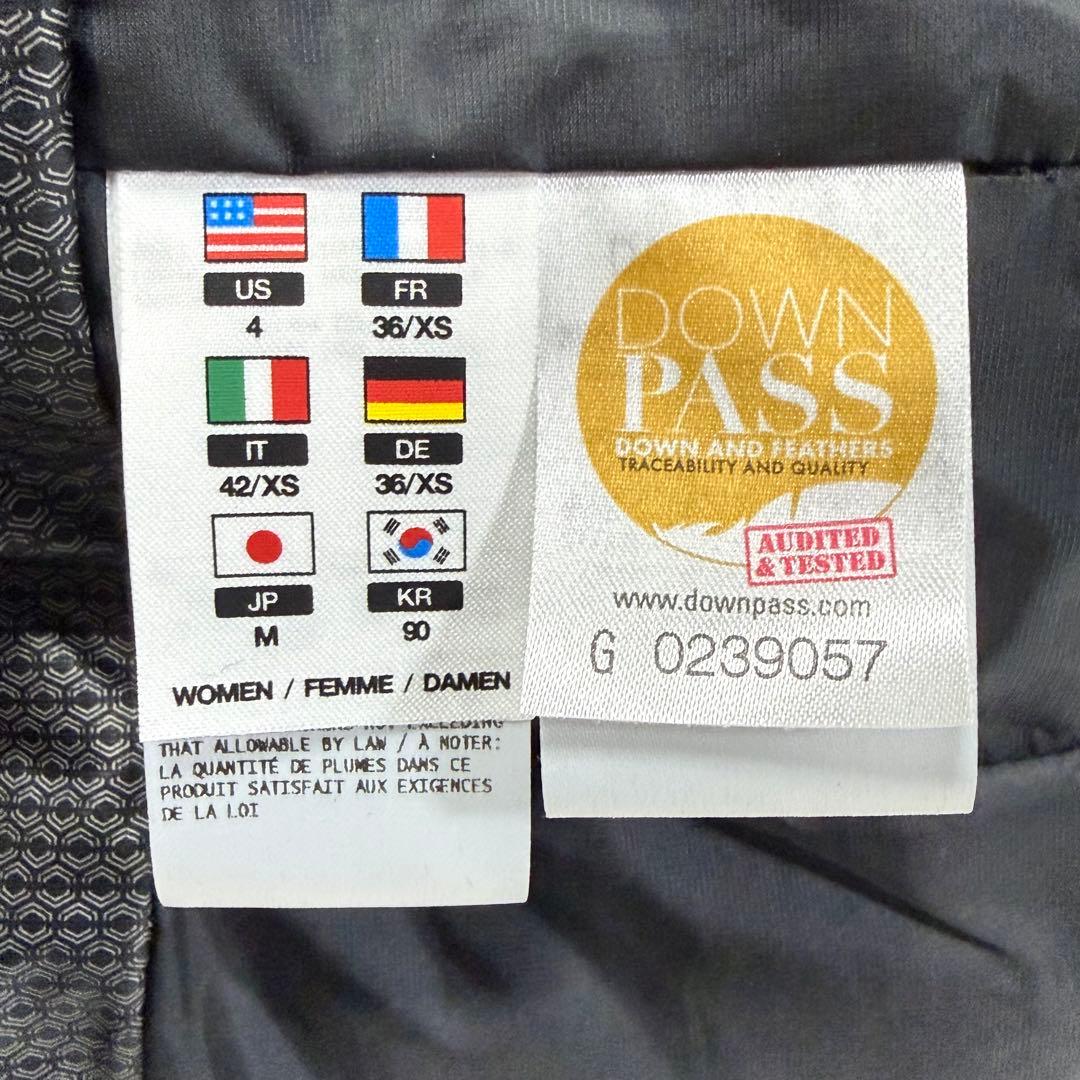 US FR
4 36/XS
IT DE
42/XS 36/XS
JP KR
M 90
WOMEN / FEMME / DAMEN
THAT ALLOWABLE BY LAW / À NOTER:
LA QUANTITÉ DE PLUMES DANS CE
PRODUIT SATISFAIT AUX EXIGENCES
DE LA LOI
DOWN
PASS
DOWN AND FEATHERS
TRACEABILITY AND QUALITY
AUDITED
& TESTED
www.downpass.com
G 0239057